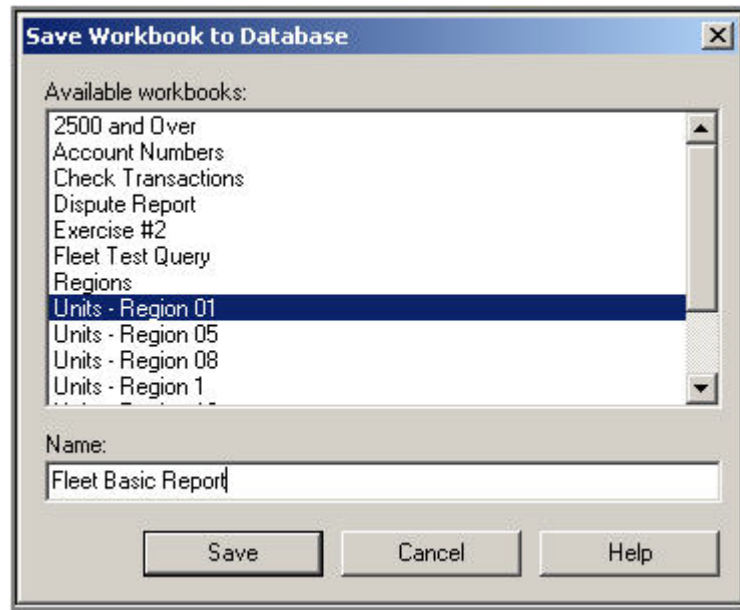 Save Workbook to Database
Available workbooks:
2500 and Over
Account Numbers
Check Transactions
Dispute Report
Exercise #2
Fleet Test Query
Regions
Units - Region 01
Units - Region 05
Units - Region 08
Units - Region 1
Name:
Fleet Basic Report
Save
Cancel
Help